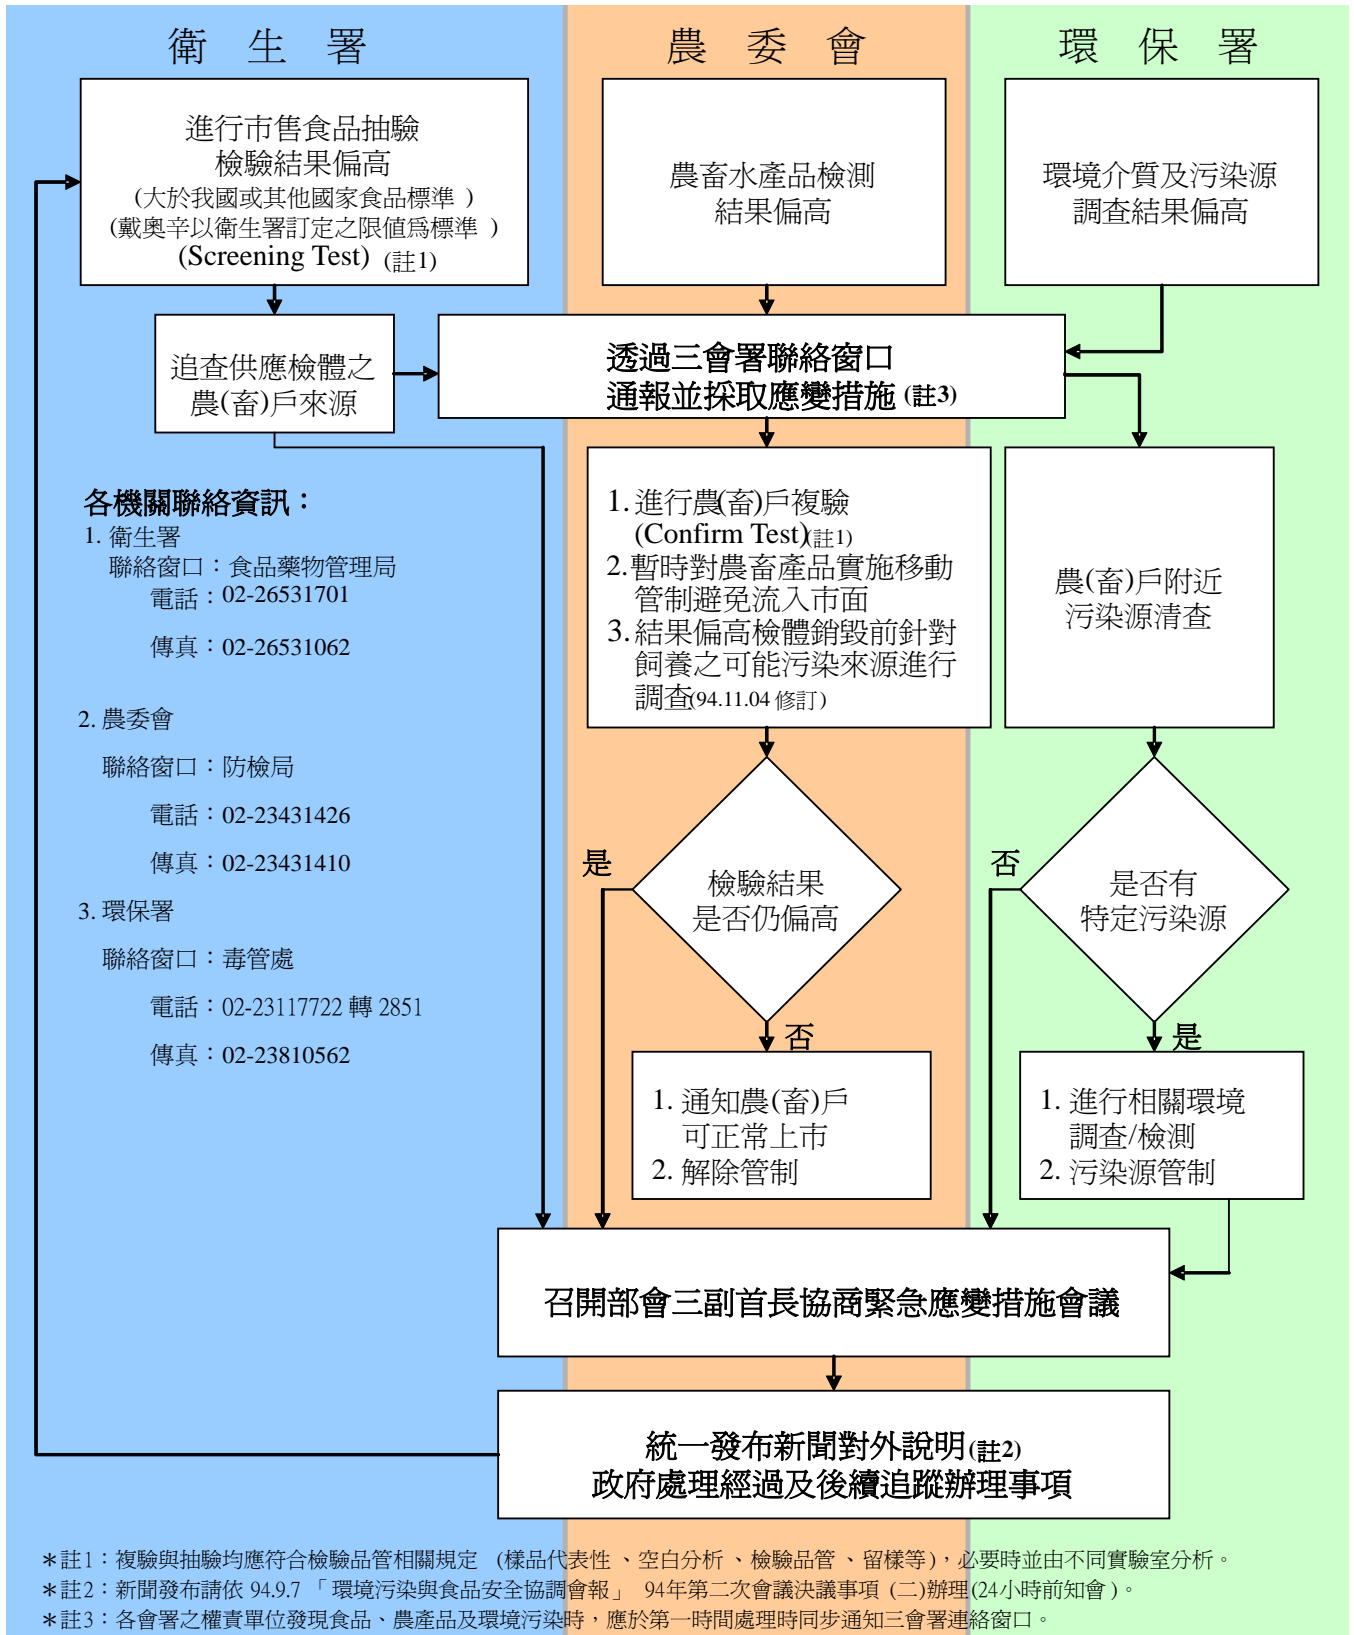 衛生署
農委會
環保署
進行市售食品抽驗
檢驗結果偏高
(大於我國或其他國家食品標準)
(戴奧辛以衛生署訂定之限值為標準)
(Screening Test) (註1)
農畜水產品檢測
結果偏高
環境介質及污染源
調查結果偏高
追查供應檢體之
農(畜)戶來源
透過三會署聯絡窗口
通報並採取應變措施(註3)
各機關聯絡資訊：
1. 衛生署
聯絡窗口：食品藥物管理局
電話：02-26531701
傳真：02-26531062
2. 農委會
聯絡窗口：防檢局
電話：02-23431426
傳真：02-23431410
3. 環保署
聯絡窗口：毒管處
電話：02-23117722 轉 2851
傳真：02-23810562
1. 進行農(畜)戶複驗
(Confirm Test)(註1)
2. 暫時對農畜產品實施移動
管制避免流入市面
3. 結果偏高檢體銷毀前針對
飼養之可能污染來源進行
調查(94.11.04 修訂)
農(畜)戶附近
污染源清查
是
檢驗結果
是否仍偏高
否
否
是否有
特定污染源
是
1. 通知農(畜)戶
可正常上市
2. 解除管制
1. 進行相關環境
調查/檢測
2. 污染源管制
召開部會三副首長協商緊急應變措施會議
統一發布新聞對外說明(註2)
政府處理經過及後續追蹤辦理事項
＊註1：複驗與抽驗均應符合檢驗品管相關規定 (樣品代表性、空白分析、檢驗品管、留樣等)，必要時並由不同實驗室分析。
＊註2：新聞發布請依 94.9.7 「環境污染與食品安全協調會報」 94年第二次會議決議事項 (二)辦理(24小時前知會)。
＊註3：各會署之權責單位發現食品、農產品及環境污染時，應於第一時間處理時同步通知三會署連絡窗口。